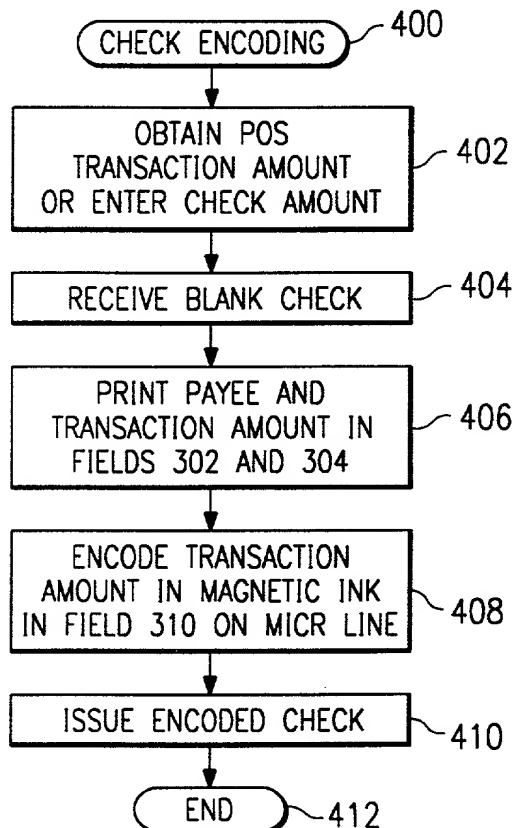 CHECK ENCODING
400
OBTAIN POS
TRANSACTION AMOUNT
OR ENTER CHECK AMOUNT
402
RECEIVE BLANK CHECK
404
PRINT PAYEE AND
TRANSACTION AMOUNT IN
FIELDS 302 AND 304
406
ENCODE TRANSACTION
AMOUNT IN MAGNETIC INK
IN FIELD 310 ON MICR LINE
408
ISSUE ENCODED CHECK
410
END
412